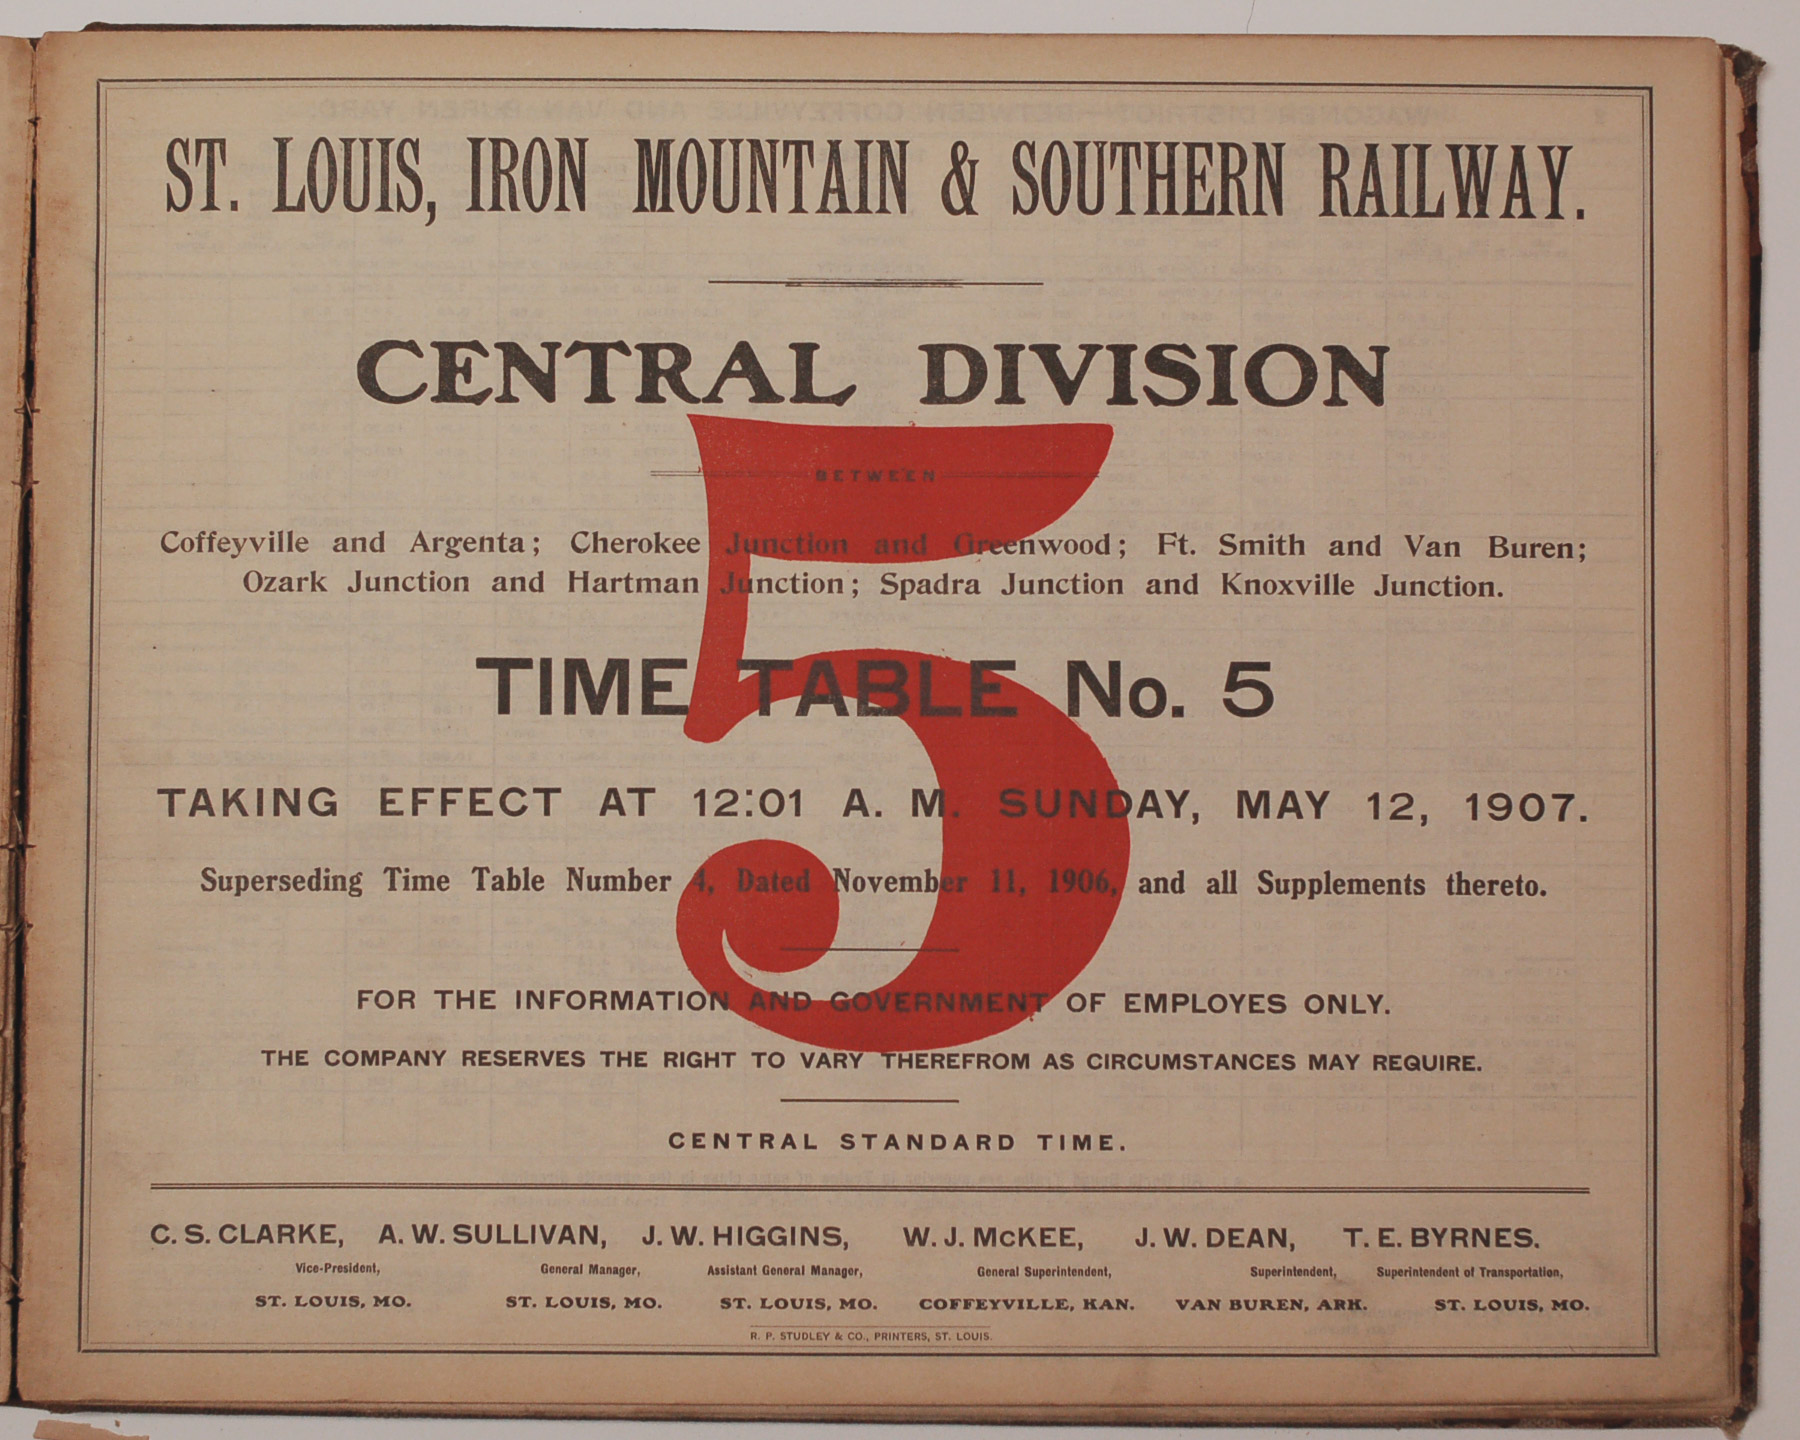 ST. LOUIS, IRON MOUNTAIN & SOUTHERN RAILWAY.
CENTRAL DIVISION
BETWEEN
Coffeyville and Argenta; Cherokee Junction and Greenwood; Ft. Smith and Van Buren;
Ozark Junction and Hartman Junction; Spadra Junction and Knoxville Junction.
5
TIME TABLE No. 5
TAKING EFFECT AT 12:01 A. M. SUNDAY, MAY 12, 1907.
Superseding Time Table Number 4, Dated November 11, 1906, and all Supplements thereto.
FOR THE INFORMATION AND GOVERNMENT OF EMPLOYES ONLY.
THE COMPANY RESERVES THE RIGHT TO VARY THEREFROM AS CIRCUMSTANCES MAY REQUIRE.
CENTRAL STANDARD TIME.
C. S. CLARKE, A. W. SULLIVAN, J. W. HIGGINS, W. J. McKEE, J. W. DEAN, T. E. BYRNES.
Vice-President, General Manager, Assistant General Manager, General Superintendent, Superintendent, Superintendent of Transportation,
ST. LOUIS, MO. ST. LOUIS, MO. ST. LOUIS, MO. COFFEYVILLE, KAN. VAN BUREN, ARK. ST. LOUIS, MO.
R. P. STUDLEY & CO., PRINTERS, ST. LOUIS.